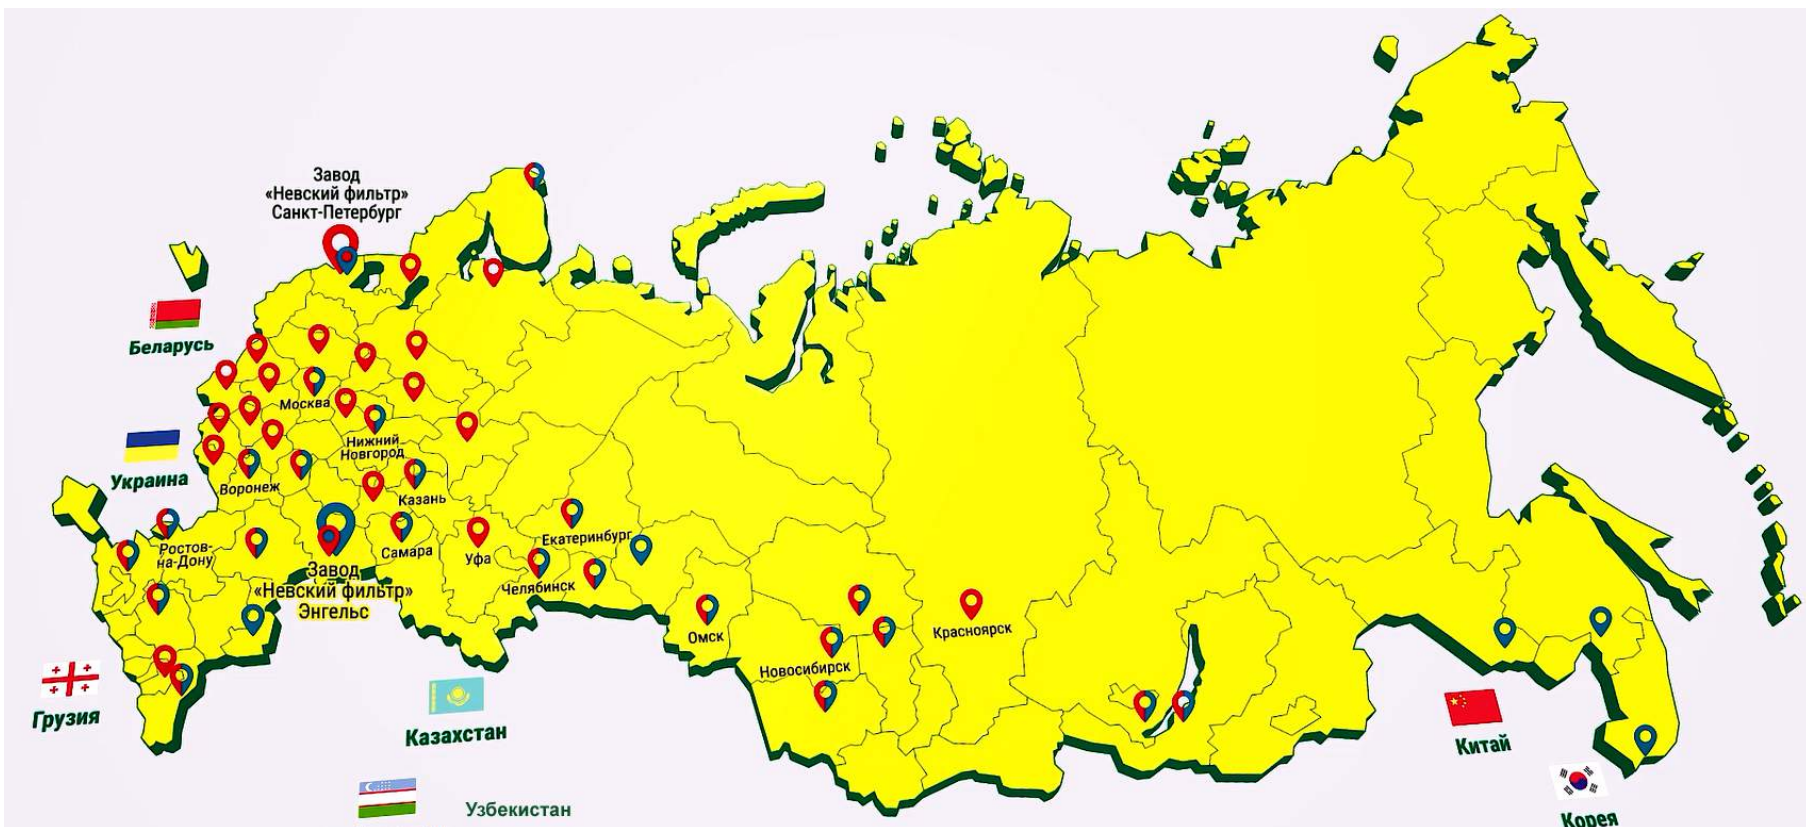 Завод
«Невский фильтр»
Санкт-Петербург
Беларусь
Москва
Нижний
Новгород
Украина
Воронеж
Казань
Ростов-
на-Дону
Самара
Уфа
Екатеринбург
Челябинск
Завод
«Невский фильтр»
Энгельс
Омск
Красноярск
Новосибирск
Грузия
Казахстан
Китай
Узбекистан
Корея